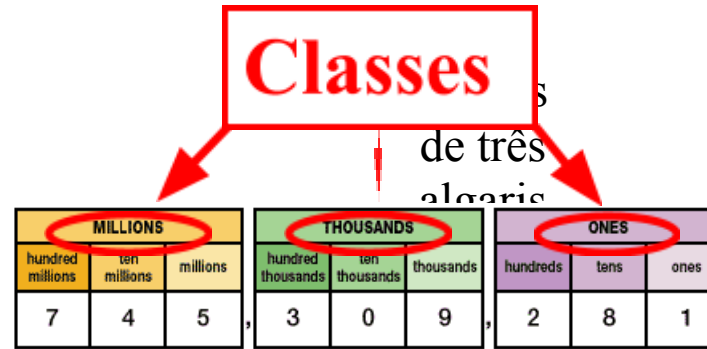 Classes
de três
algaris
MILLIONS THOUSANDS ONES
hundred millions ten millions millions hundred thousands ten thousands thousands hundreds tens ones
7 4 5 , 3 0 9 , 2 8 1